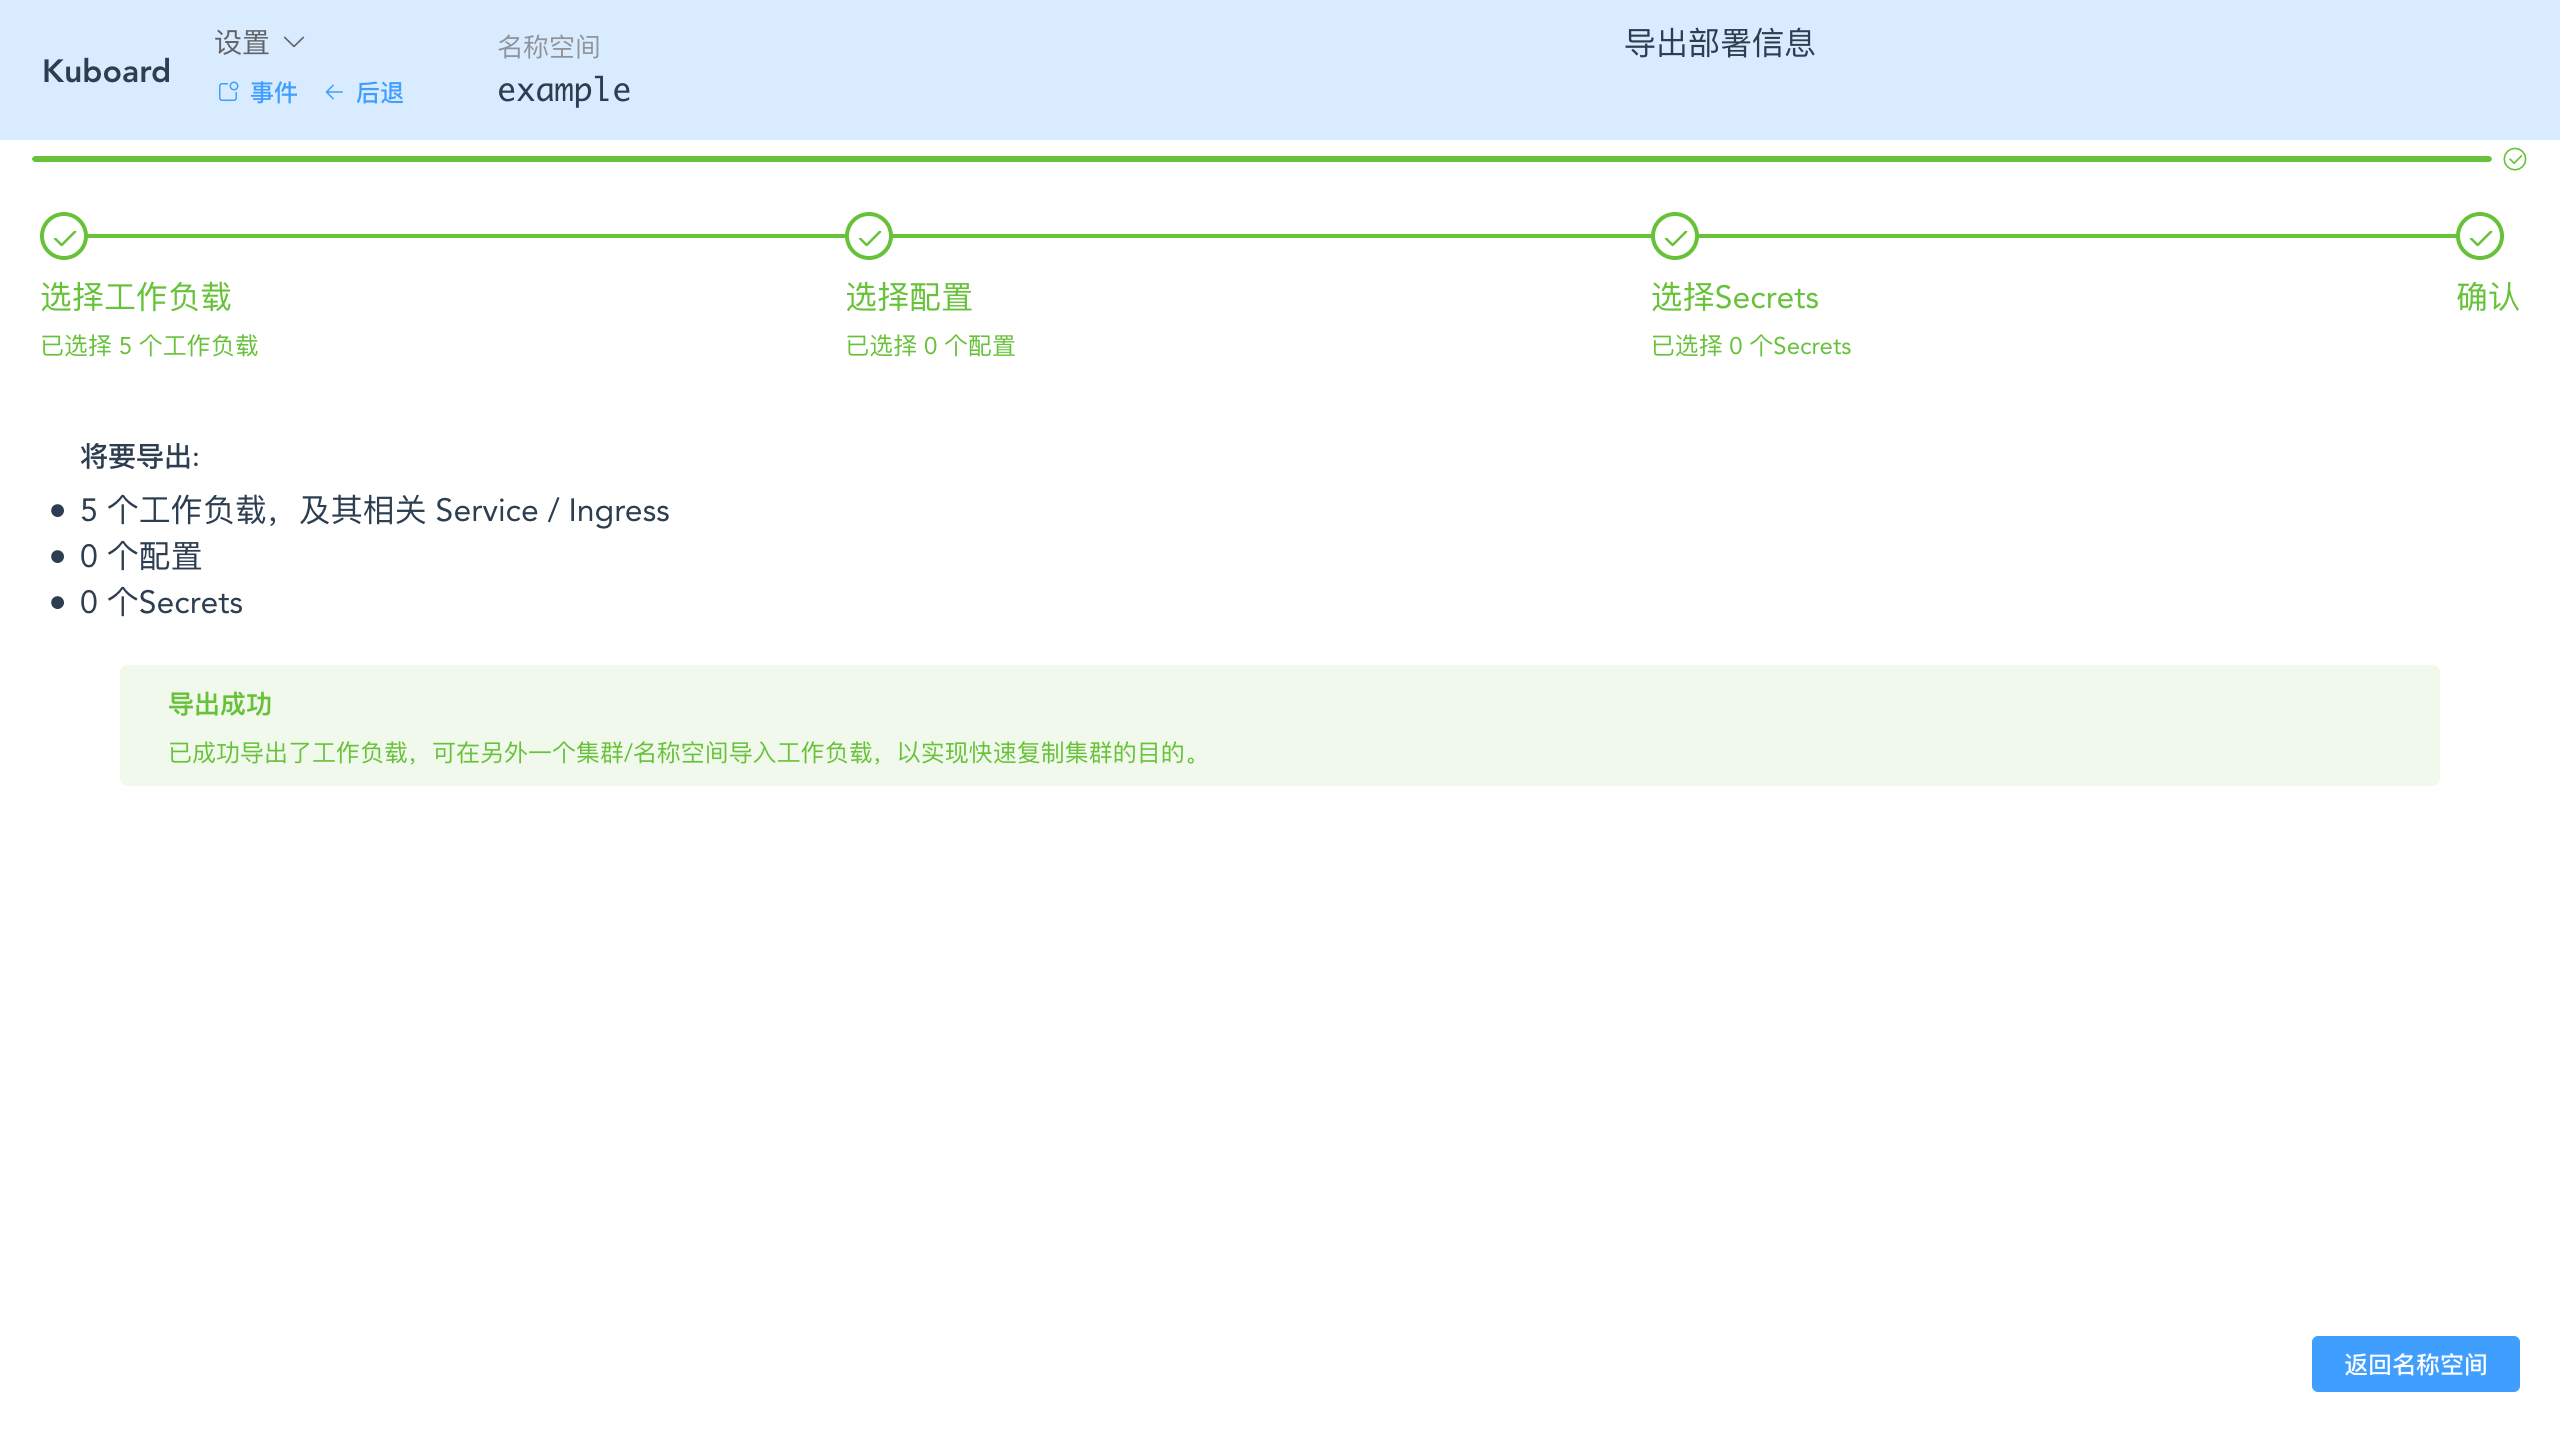 Kuboard
设置
事件 后退
名称空间
example
导出部署信息
选择工作负载
已选择 5 个工作负载
选择配置
已选择 0 个配置
选择Secrets
已选择 0 个Secrets
确认
将要导出:
5 个工作负载，及其相关 Service / Ingress
0 个配置
0 个Secrets
导出成功
已成功导出了工作负载，可在另外一个集群/名称空间导入工作负载，以实现快速复制集群的目的。
返回名称空间